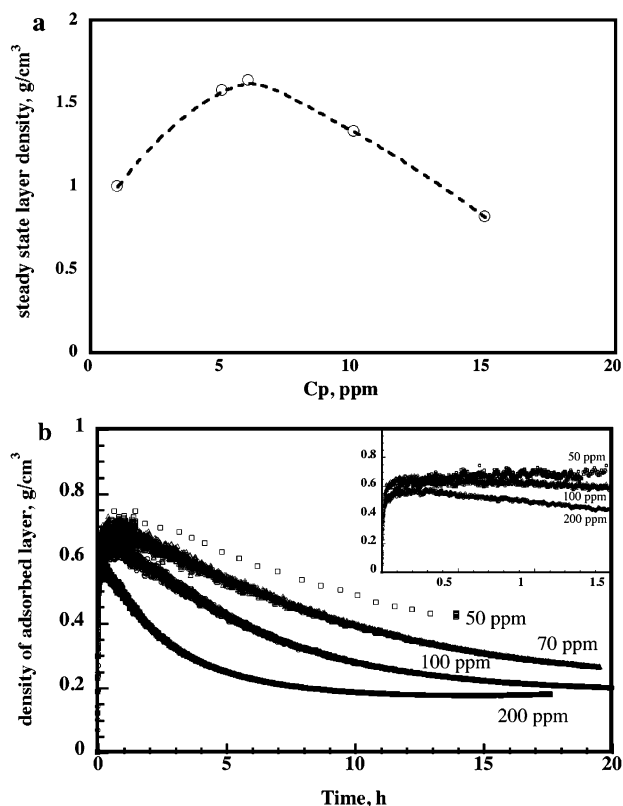 a
2
1.5
1
0.5
0
0 5 10 15 20
steady state layer density, g/cm³
Cp, ppm
b
1
0.8
0.6
0.4
0.2
0
0 5 10 15 20
density of adsorbed layer, g/cm³
Time, h
50 ppm
70 ppm
100 ppm
200 ppm
0.8
0.6
0.4
0.2
0
0.5 1 1.5
50 ppm
100 ppm
200 ppm